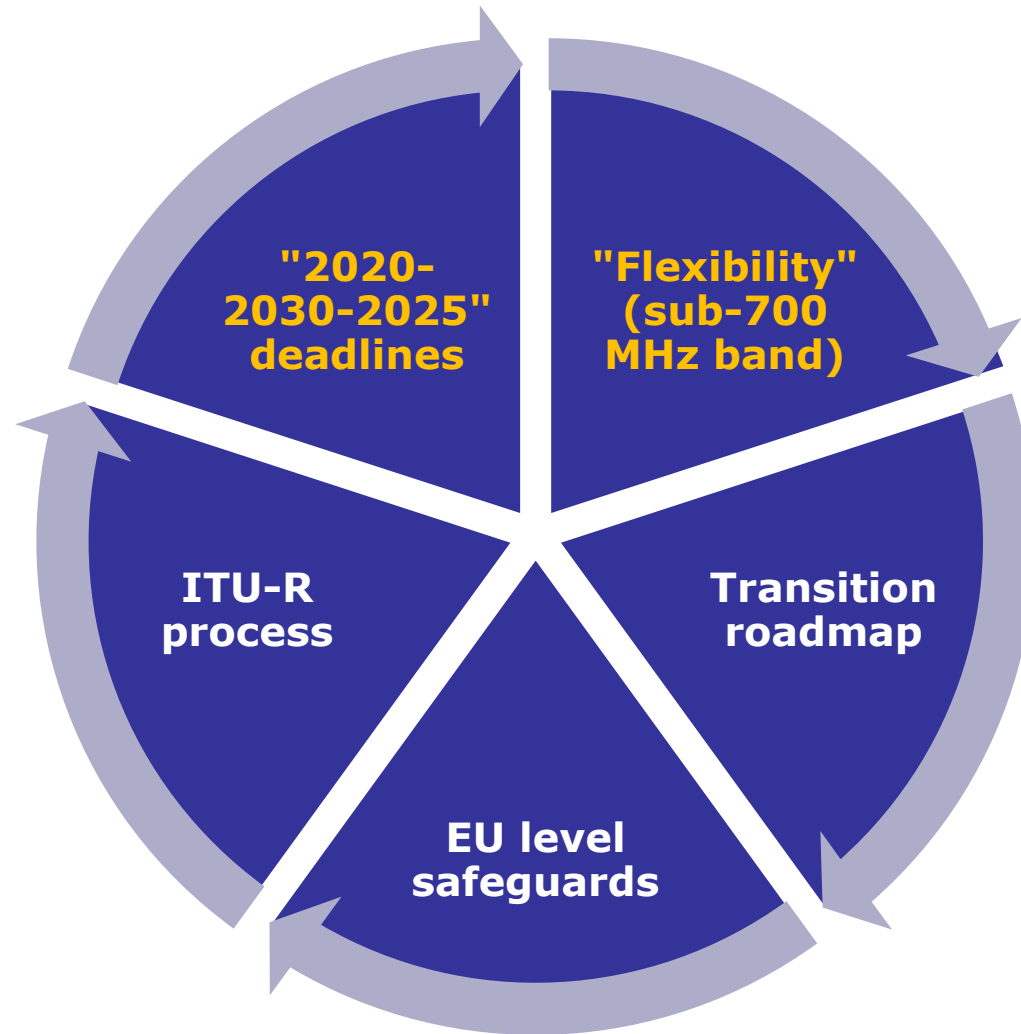 "2020–
2030–2025"
deadlines
"Flexibility"
(sub–700
MHz band)
Transition
roadmap
EU level
safeguards
ITU–R
process